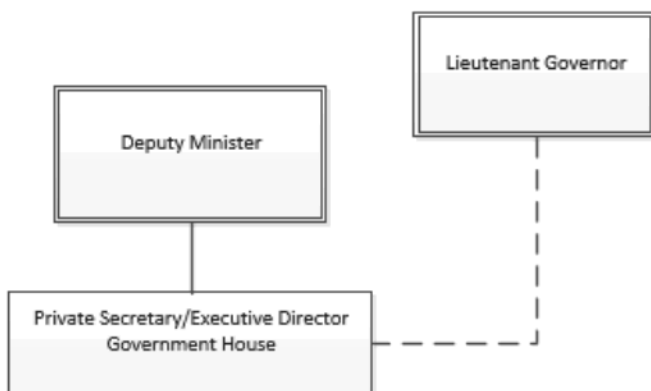 Lieutenant Governor
Deputy Minister
Private Secretary/Executive Director
Government House